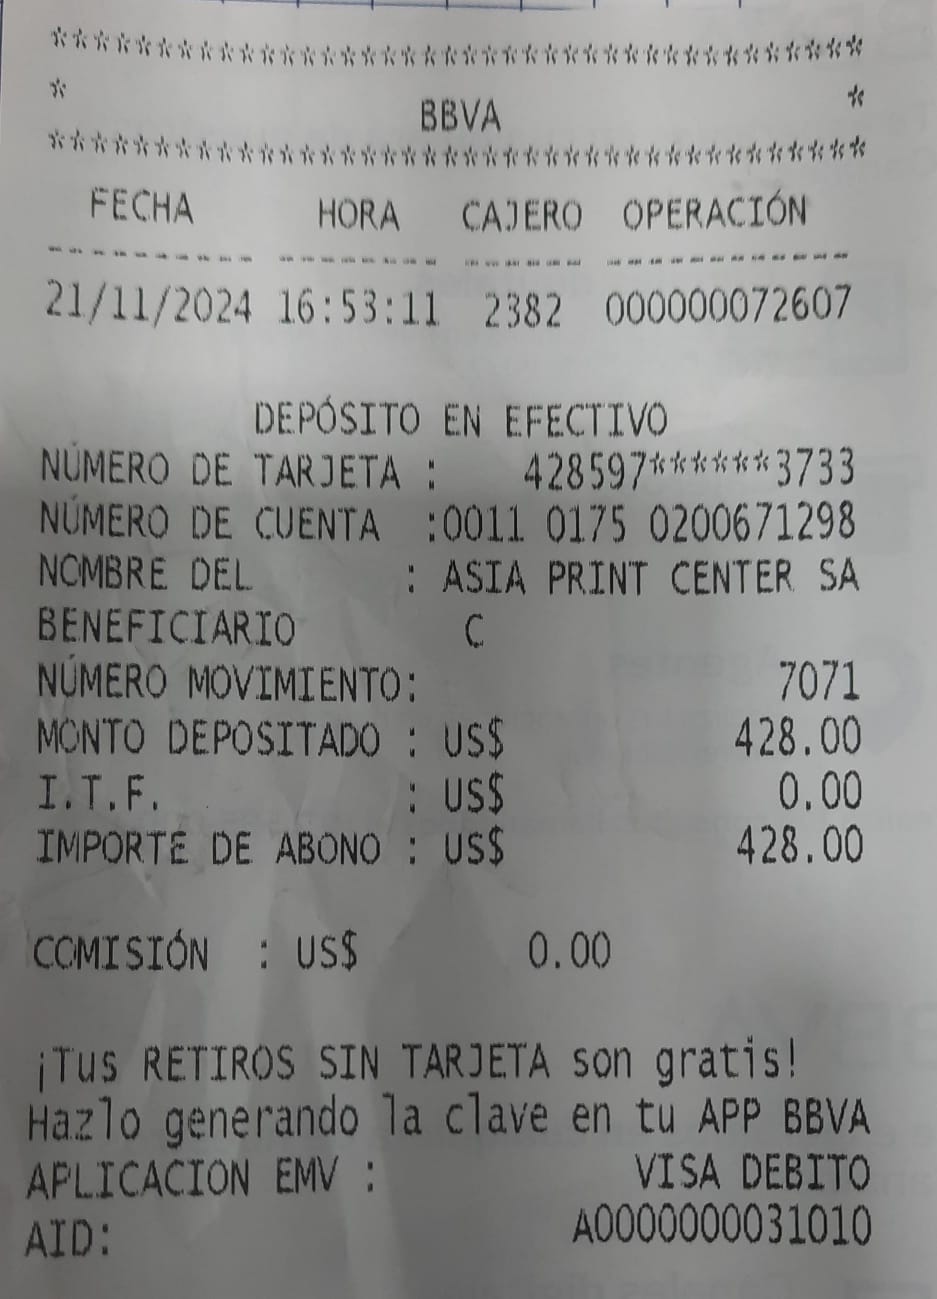 ***************************************
* BBVA *
***************************************
FECHA HORA CAJERO OPERACIÓN
---------- -------- ------ ------------
21/11/2024 16:53:11 2382 000000072607
DEPÓSITO EN EFECTIVO
NÚMERO DE TARJETA : 428597******3733
NÚMERO DE CUENTA :0011 0175 0200671298
NOMBRE DEL : ASIA PRINT CENTER SA
BENEFICIARIO C
NÚMERO MOVIMIENTO: 7071
MONTO DEPOSITADO : US$ 428.00
I.T.F. : US$ 0.00
IMPORTE DE ABONO : US$ 428.00
COMISIÓN : US$ 0.00
¡Tus RETIROS SIN TARJETA son gratis!
Hazlo generando la clave en tu APP BBVA
APLICACION EMV : VISA DEBITO
AID: A0000000031010